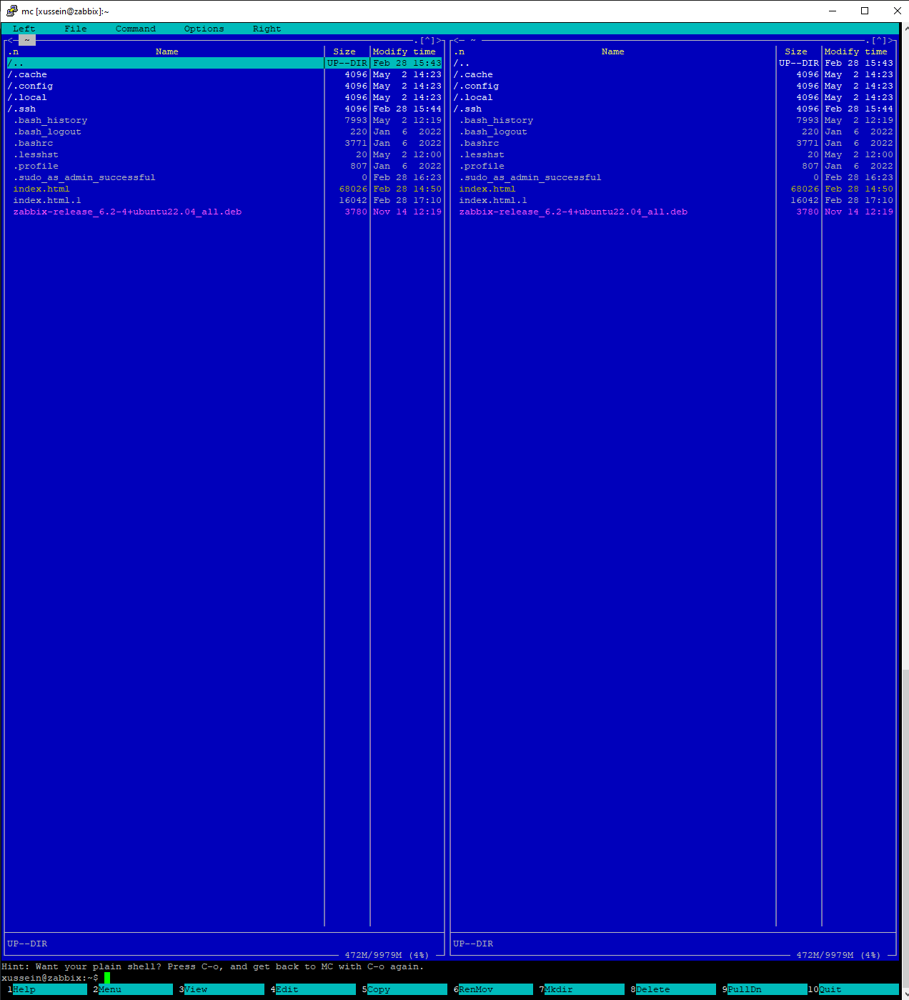 mc [xussein@zabbix]:~
Left File Command Options Right
<─ ~ .[^]> <─ ~ .[^]>
.n Name Size Modify time .n Name Size Modify time
/.. UP--DIR Feb 28 15:43 /.. UP--DIR Feb 28 15:43
/.cache 4096 May 2 14:23 /.cache 4096 May 2 14:23
/.config 4096 May 2 14:23 /.config 4096 May 2 14:23
/.local 4096 May 2 14:23 /.local 4096 May 2 14:23
/.ssh 4096 Feb 28 15:44 /.ssh 4096 Feb 28 15:44
.bash_history 7993 May 2 12:19 .bash_history 7993 May 2 12:19
.bash_logout 220 Jan 6 2022 .bash_logout 220 Jan 6 2022
.bashrc 3771 Jan 6 2022 .bashrc 3771 Jan 6 2022
.lesshst 20 May 2 12:00 .lesshst 20 May 2 12:00
.profile 807 Jan 6 2022 .profile 807 Jan 6 2022
.sudo_as_admin_successful 0 Feb 28 16:23 .sudo_as_admin_successful 0 Feb 28 16:23
index.html 68026 Feb 28 14:50 index.html 68026 Feb 28 14:50
index.html.1 16042 Feb 28 17:10 index.html.1 16042 Feb 28 17:10
zabbix-release_6.2-4+ubuntu22.04_all.deb 3780 Nov 14 12:19 zabbix-release_6.2-4+ubuntu22.04_all.deb 3780 Nov 14 12:19
UP--DIR UP--DIR
472M/9979M (4%) 472M/9979M (4%)
Hint: Want your plain shell? Press C-o, and get back to MC with C-o again.
xussein@zabbix:~$
1Help 2Menu 3View 4Edit 5Copy 6RenMov 7Mkdir 8Delete 9PullDn 10Quit